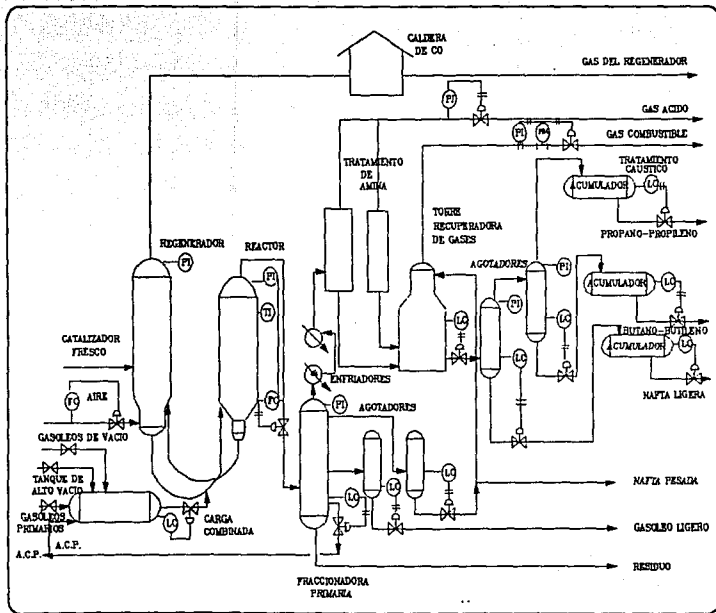 CALDERA
DE CO
GAS DEL REGENERADOR
PI
GAS ACIDO
PI
GAS COMBUSTIBLE
TRATAMIENTO
DE
AMINA
TRATAMIENTO
CAUSTICO
ACUMULADOR
LC
PROPANO-PROPILENO
TORRE
RECUPERADORA
DE GASES
REGENERADOR
PI
REACTOR
PI
TI
AGOTADORES
PI
PI
ACUMULADOR
LC
BUTANO-BUTILENO
LC
LC
ACUMULADOR
LC
NAFTA LIGERA
LC
CATALIZADOR
FRESCO
FC
AIRE
ENFRIADORES
PI
FC
AGOTADORES
GASOLEOS DE VACIO
TANQUE DE
ALTO VACIO
GASOLEOS
PRIMARIOS
LC
CARGA
COMBINADA
LC
LC
LC
NAFTA PESADA
GASOLEO LIGERO
A.C.P.
A.C.P.
RESIDUO
FRACCIONADORA
PRIMARIA